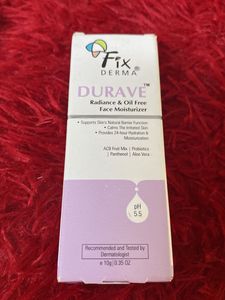 Fix
DERMA
DURAVE™
Radiance & Oil Free
Face Moisturizer
• Supports Skin's Natural Barrier Function
• Calms The Irritated Skin
• Provides 24-hour Hydration &
Moisturization
ACB Fruit Mix | Probiotics
| Panthenol | Aloe Vera
pH
5.5
Recommended and Tested by
Dermatologist
e 10g | 0.35 OZ